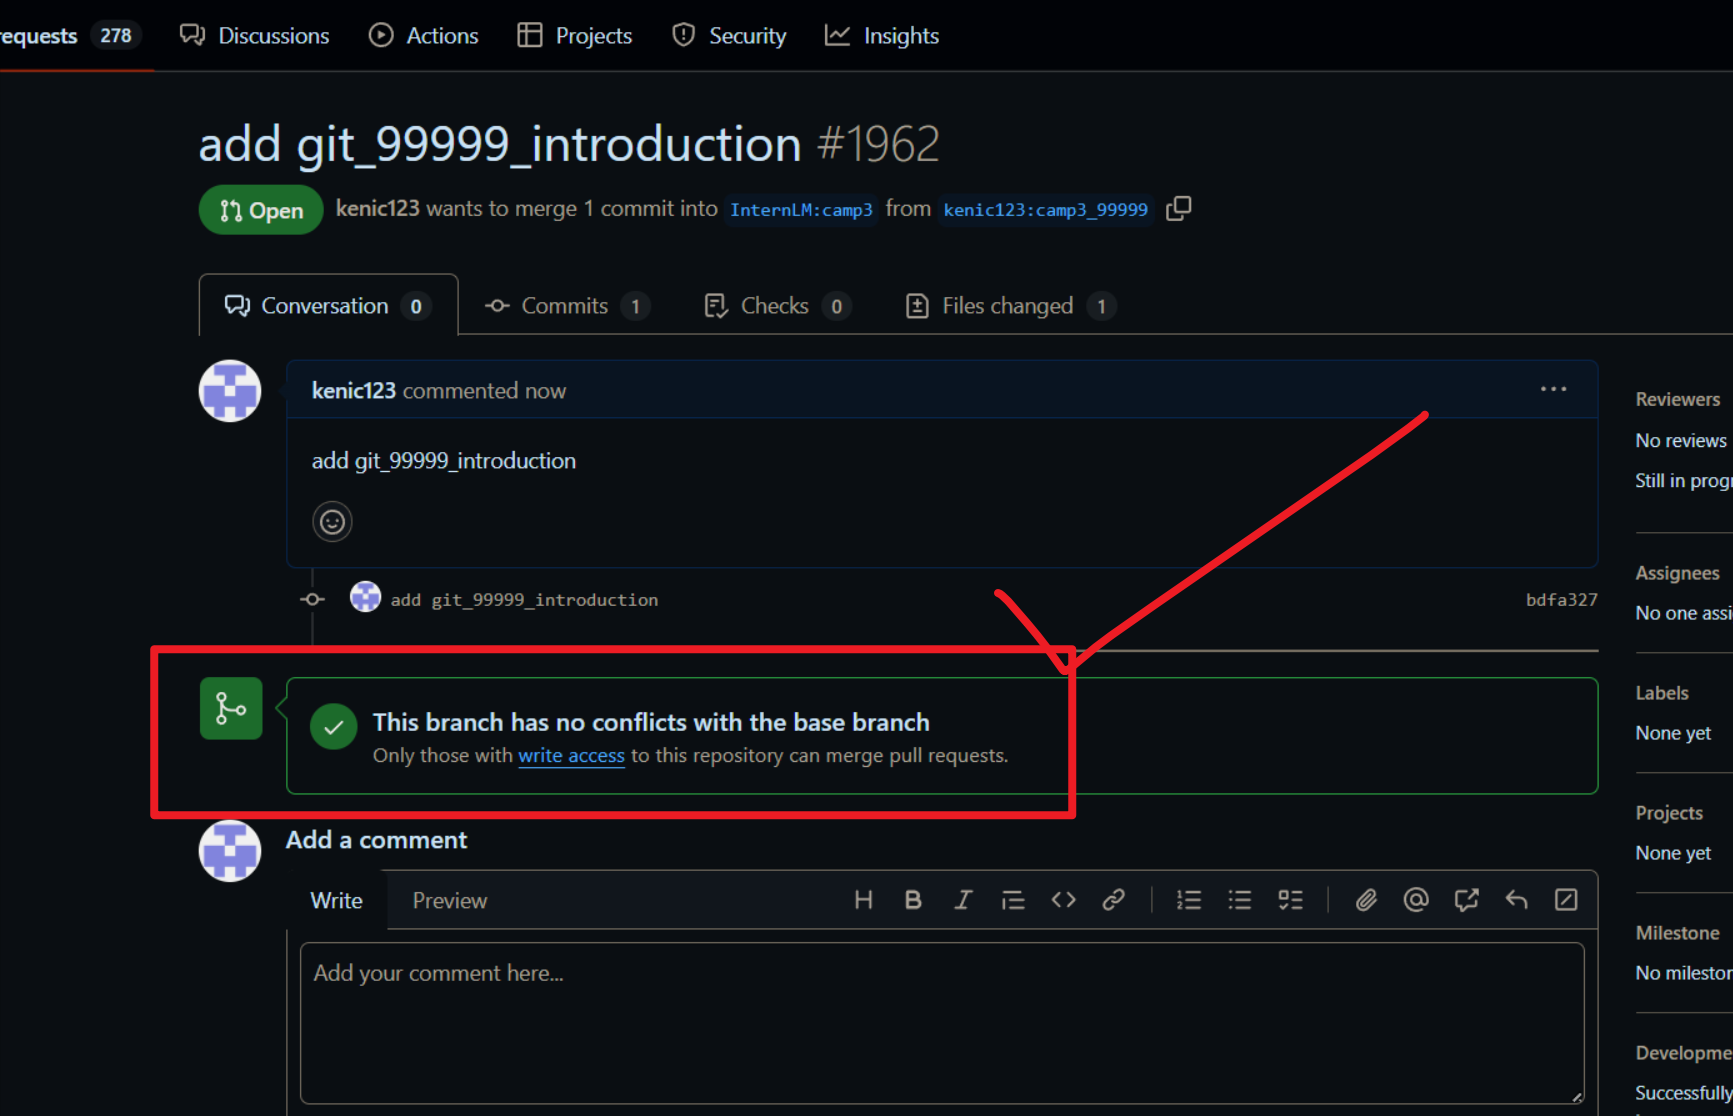 requests 278 Discussions Actions Projects Security Insights
add git_99999_introduction #1962
Open kenic123 wants to merge 1 commit into InternLM:camp3 from kenic123:camp3_99999
Conversation 0 Commits 1 Checks 0 Files changed 1
kenic123 commented now
add git_99999_introduction
add git_99999_introduction bdfa327
This branch has no conflicts with the base branch
Only those with write access to this repository can merge pull requests.
Add a comment
Write Preview
Add your comment here...
Reviewers
No reviews
Still in progr
Assignees
No one assi
Labels
None yet
Projects
None yet
Milestone
No mileston
Developme
Successfully